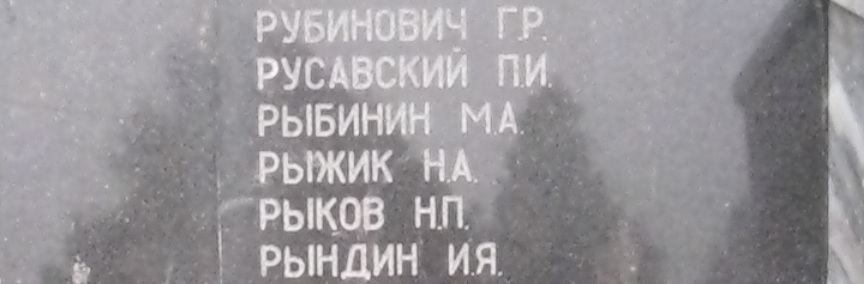 РУБИНОВИЧ Г.Р.
РУСАВСКИЙ П.И.
РЫБИНИН М.А.
РЫЖИК Н.А.
РЫКОВ Н.П.
РЫНДИН И.Я.